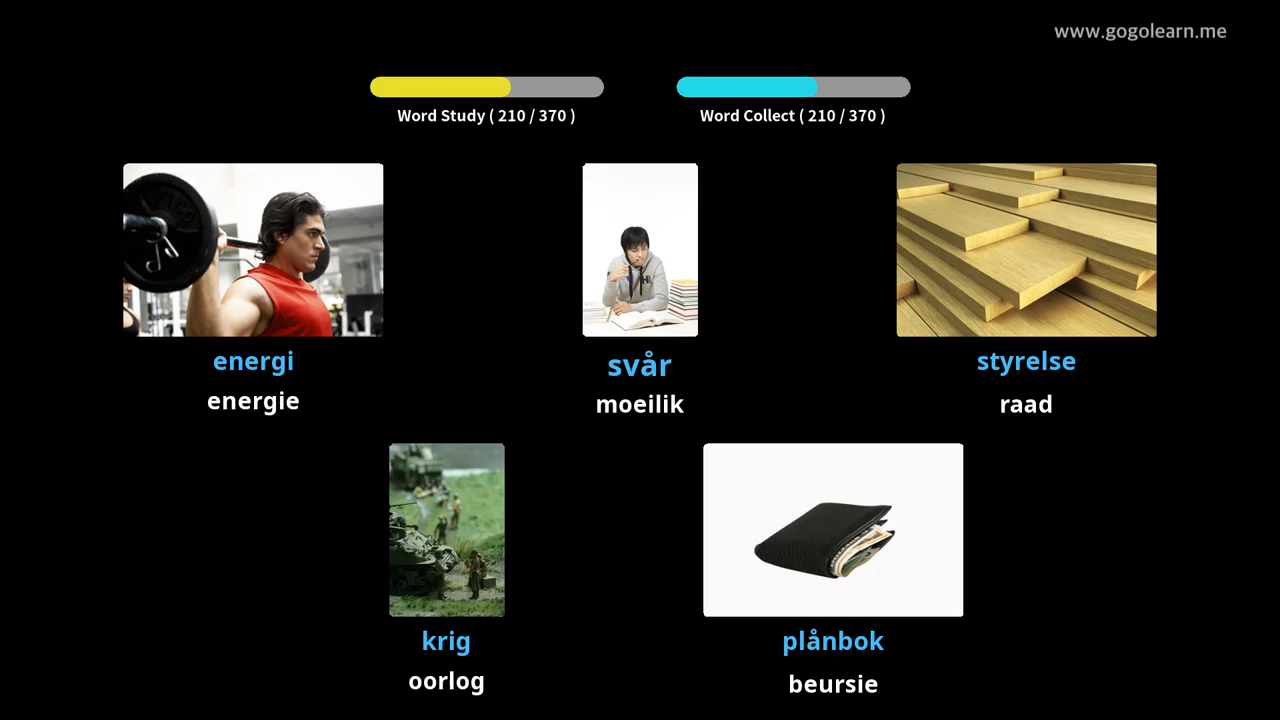 www.gogolearn.me
Word Study ( 210 / 370 )
Word Collect ( 210 / 370 )
energi
energie
svår
moeilik
styrelse
raad
krig
oorlog
plånbok
beursie